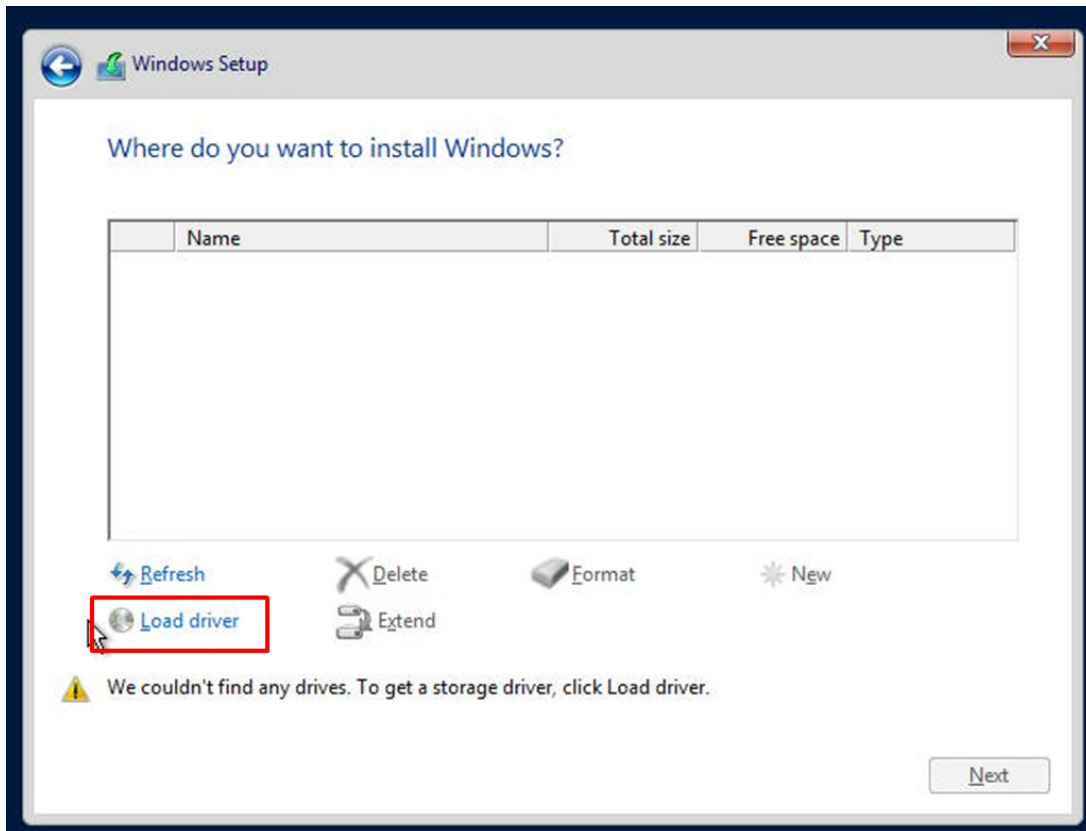 Windows Setup
Where do you want to install Windows?
Name Total size Free space Type
Refresh Delete Format New
Load driver Extend
We couldn't find any drives. To get a storage driver, click Load driver.
Next